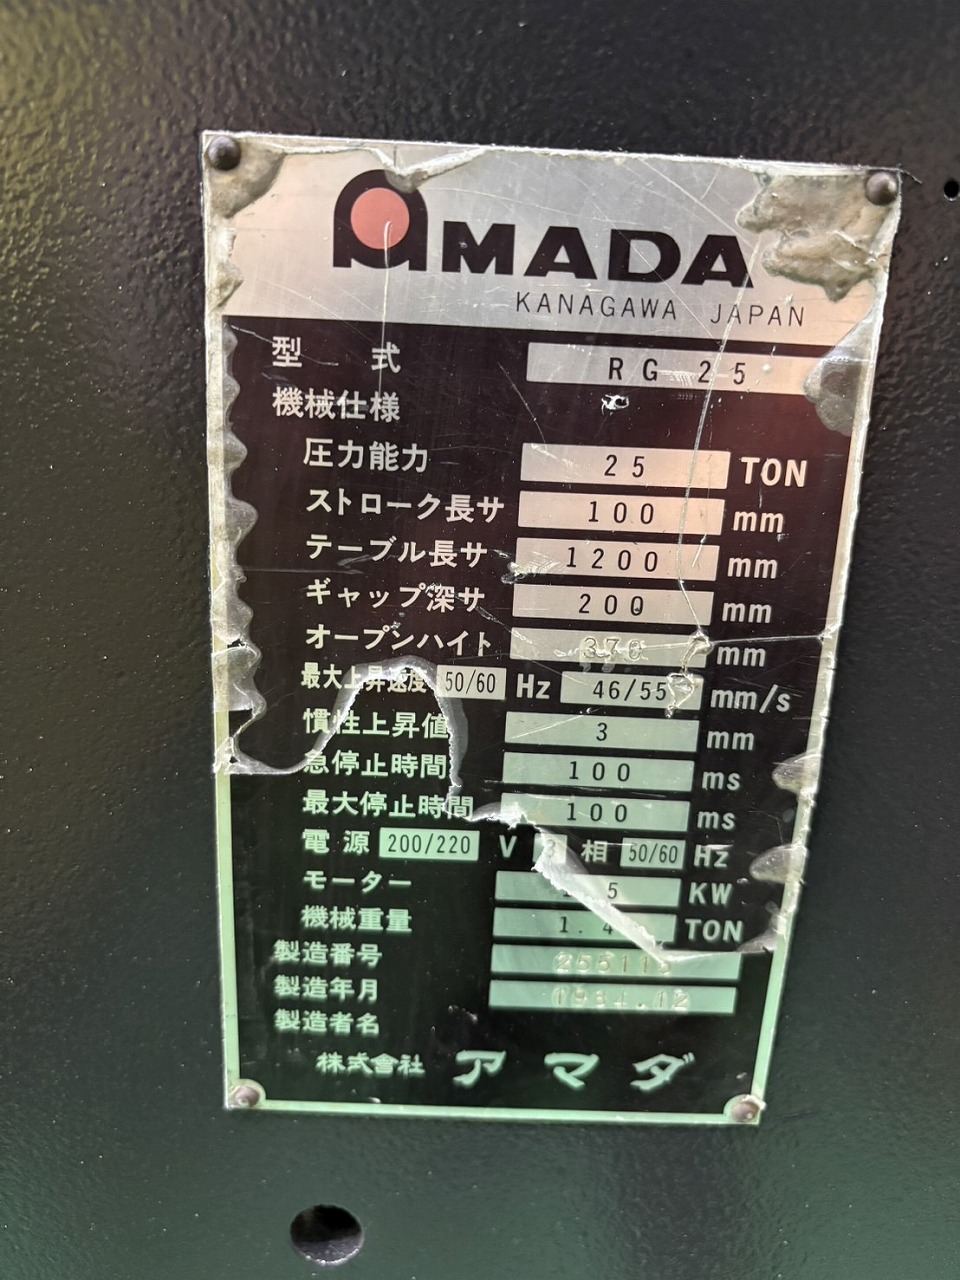 AMADA
KANAGAWA JAPAN
型式 RG 25
機械仕様
圧力能力 25 TON
ストローク長サ 100 mm
テーブル長サ 1200 mm
ギャップ深サ 200 mm
オープンハイト 370 mm
最大上昇速度 50/60 Hz 46/55 mm/s
慣性上昇値 3 mm
急停止時間 100 ms
最大停止時間 100 ms
電源 200/220 V 3 相 50/60 Hz
モーター KW
機械重量 TON
製造番号
製造年月 1984.12
製造者名
株式會社 アマダ